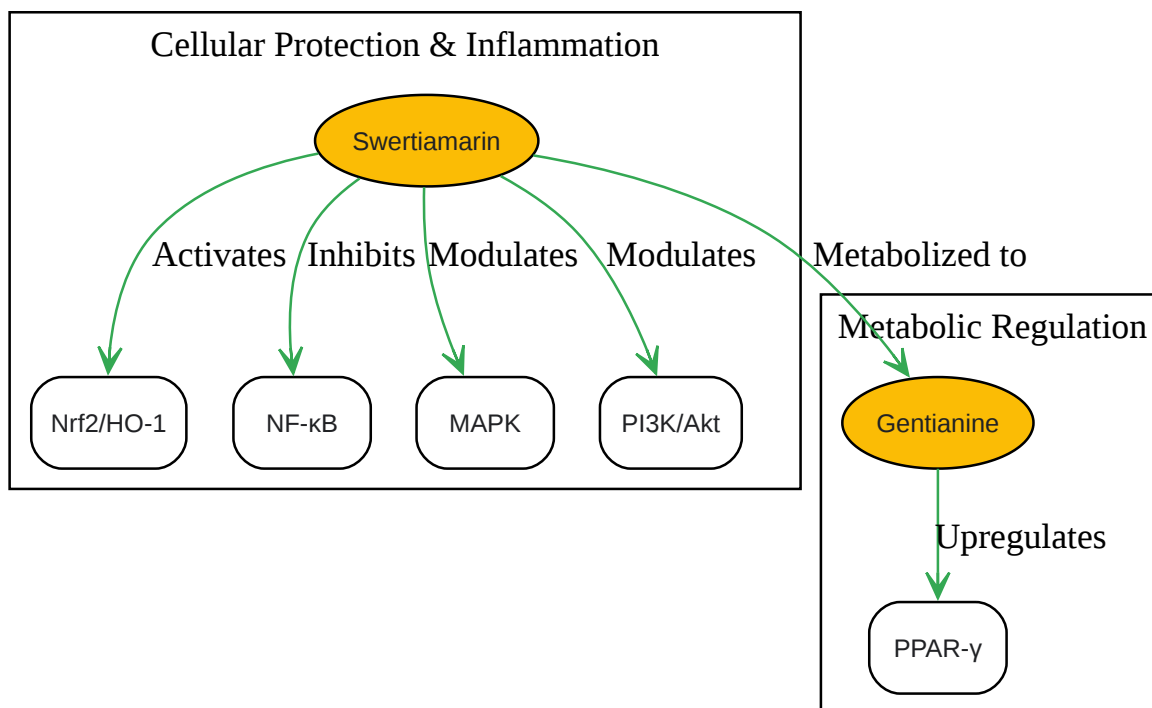 Cellular Protection & Inflammation
Swertiamarin
Activates
Inhibits
Modulates
Modulates
Metabolized to
Metabolic Regulation
Nrf2/HO-1
NF-κB
MAPK
PI3K/Akt
Gentianine
Upregulates
PPAR-γ